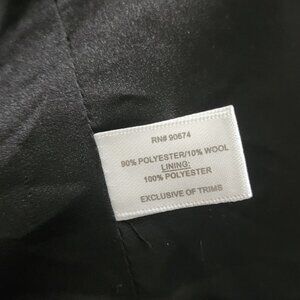 RN# 90674
90% POLYESTER/10% WOOL
LINING:
100% POLYESTER
EXCLUSIVE OF TRIMS